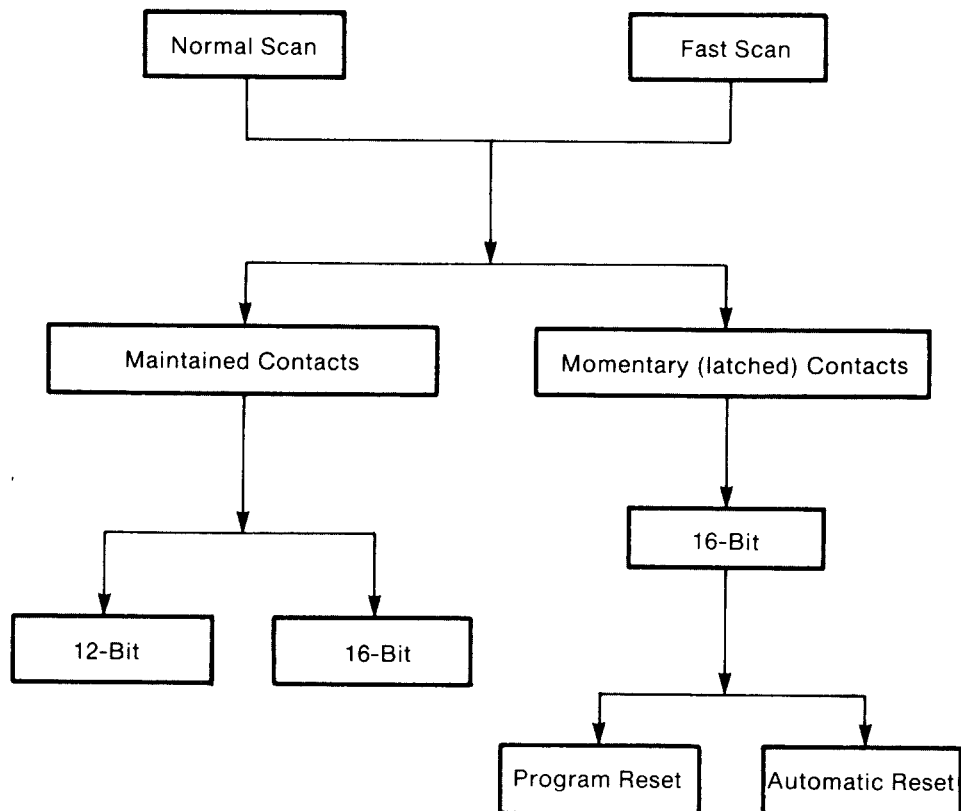 Normal Scan
Fast Scan
Maintained Contacts
Momentary (latched) Contacts
16-Bit
12-Bit
16-Bit
Program Reset
Automatic Reset